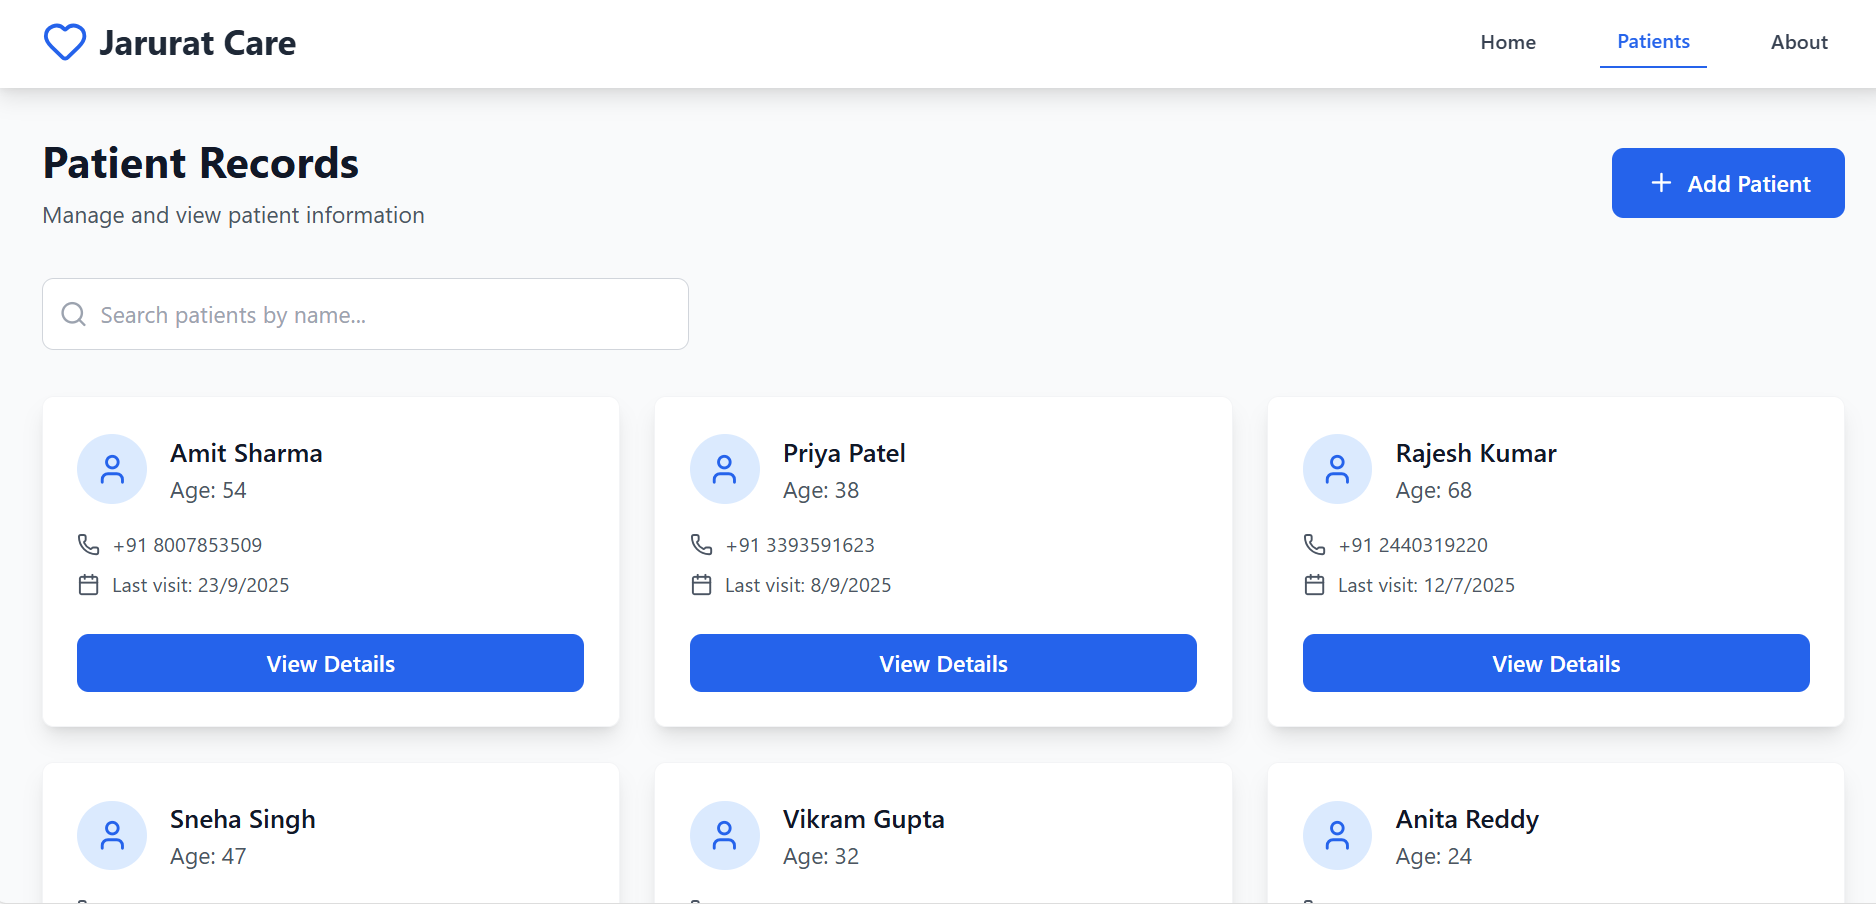 Jarurat Care
Home
Patients
About
Patient Records
Manage and view patient information
Add Patient
Search patients by name...
Amit Sharma
Age: 54
+91 8007853509
Last visit: 23/9/2025
View Details
Priya Patel
Age: 38
+91 3393591623
Last visit: 8/9/2025
View Details
Rajesh Kumar
Age: 68
+91 2440319220
Last visit: 12/7/2025
View Details
Sneha Singh
Age: 47
Vikram Gupta
Age: 32
Anita Reddy
Age: 24